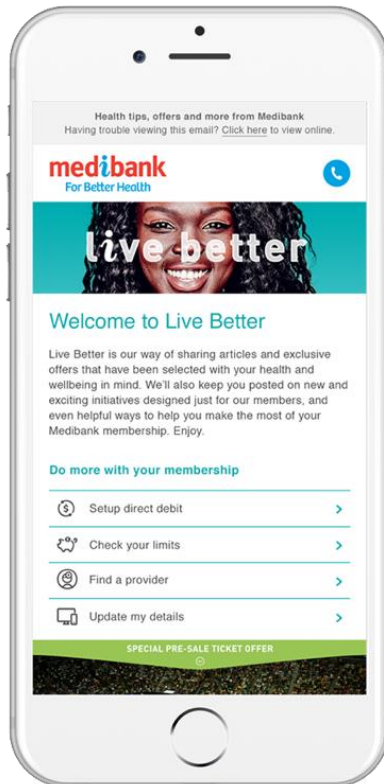 Health tips, offers and more from Medibank
Having trouble viewing this email? Click here to view online.
medibank
For Better Health
live better
Welcome to Live Better
Live Better is our way of sharing articles and exclusive
offers that have been selected with your health and
wellbeing in mind. We'll also keep you posted on new and
exciting initiatives designed just for our members, and
even helpful ways to help you make the most of your
Medibank membership. Enjoy.
Do more with your membership
$ Setup direct debit
Check your limits
Find a provider
Update my details
SPECIAL PRE-SALE TICKET OFFER